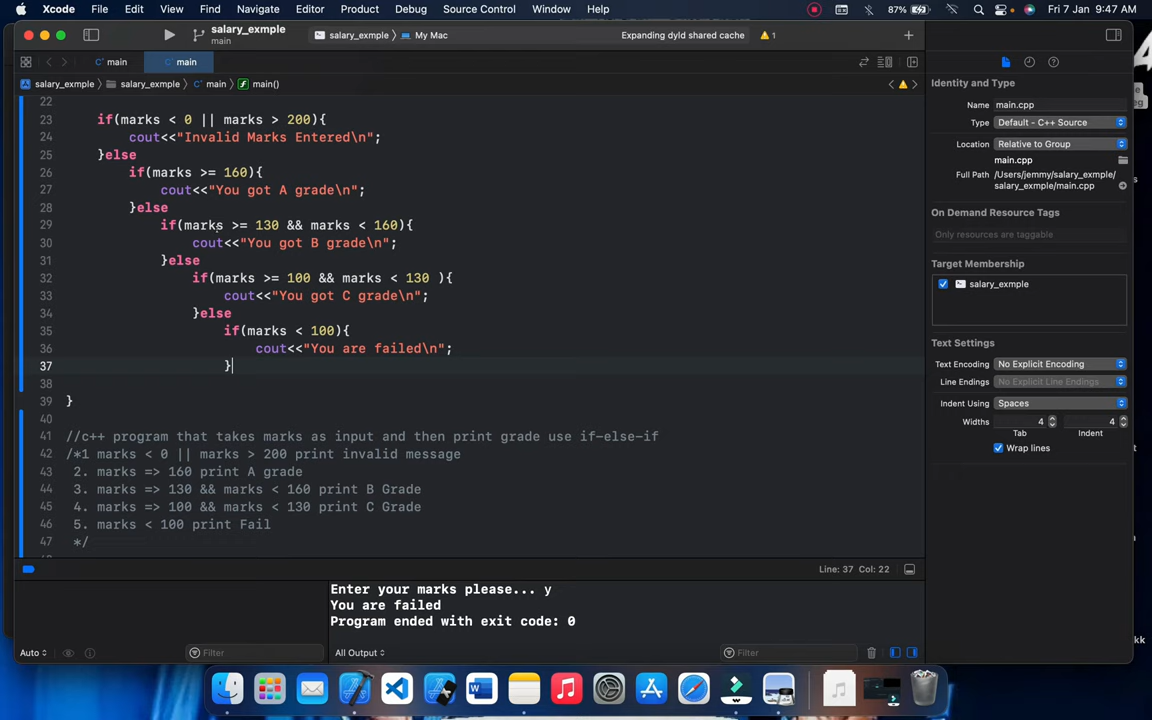 Xcode File Edit View Find Navigate Editor Product Debug Source Control Window Help 87% Fri 7 Jan 9:47 AM
salary_exmple
main
salary_exmple 〉 My Mac
Expanding dyld shared cache
1
main
main
salary_exmple 〉 salary_exmple 〉 main 〉 main()
22
23 if(marks < 0 || marks > 200){
24 cout<<"Invalid Marks Entered\n";
25 }else
26 if(marks >= 160){
27 cout<<"You got A grade\n";
28 }else
29 if(marks >= 130 && marks < 160){
30 cout<<"You got B grade\n";
31 }else
32 if(marks >= 100 && marks < 130 ){
33 cout<<"You got C grade\n";
34 }else
35 if(marks < 100){
36 cout<<"You are failed\n";
37 }
38
39 }
40
41 //c++ program that takes marks as input and then print grade use if-else-if
42 /*1 marks < 0 || marks > 200 print invalid message
43 2. marks => 160 print A grade
44 3. marks => 130 && marks < 160 print B Grade
45 4. marks => 100 && marks < 130 print C Grade
46 5. marks < 100 print Fail
47 */
Line: 37 Col: 22
Enter your marks please... y
You are failed
Program ended with exit code: 0
Auto
Filter
All Output
Filter
Identity and Type
Name main.cpp
Type Default - C++ Source
Location Relative to Group
main.cpp
Full Path /Users/jemmy/salary_exmple/
salary_exmple/main.cpp
On Demand Resource Tags
Only resources are taggable
Target Membership
salary_exmple
Text Settings
Text Encoding No Explicit Encoding
Line Endings No Explicit Line Endings
Indent Using Spaces
Widths 4 4
Tab Indent
Wrap lines